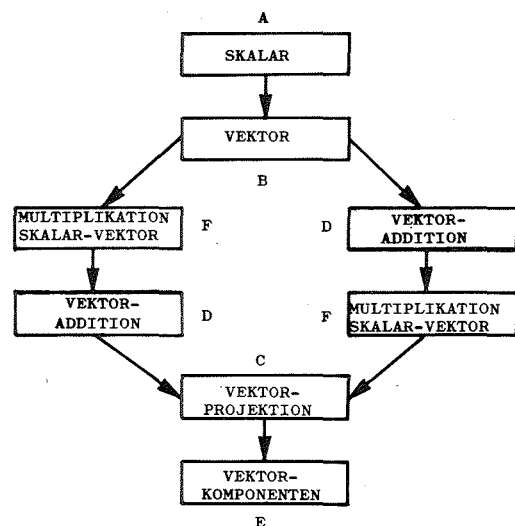 A
SKALAR
VEKTOR
B
MULTIPLIKATION
SKALAR-VEKTOR
F
D
VEKTOR-
ADDITION
VEKTOR-
ADDITION
D
F
MULTIPLIKATION
SKALAR-VEKTOR
C
VEKTOR-
PROJEKTION
VEKTOR-
KOMPONENTEN
E